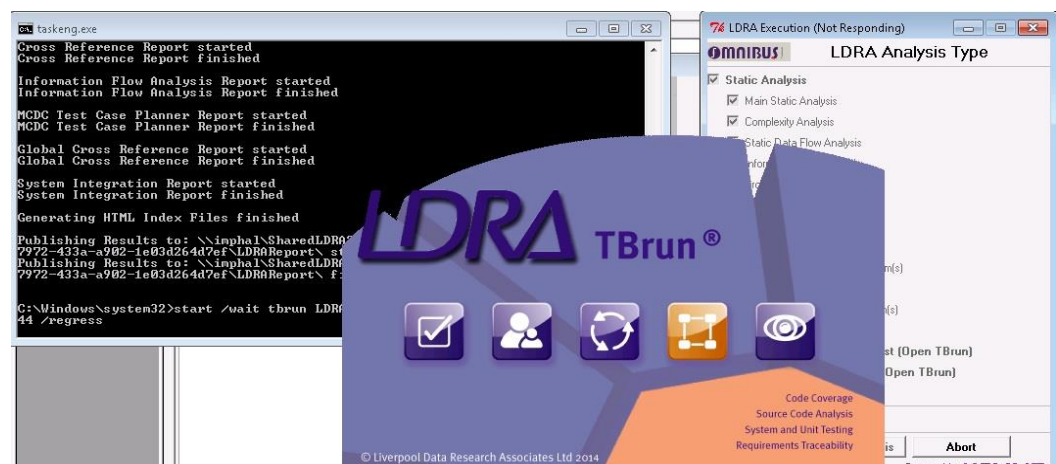 taskeng.exe
Cross Reference Report started
Cross Reference Report finished
Information Flow Analysis Report started
Information Flow Analysis Report finished
MCDC Test Case Planner Report started
MCDC Test Case Planner Report finished
Global Cross Reference Report started
Global Cross Reference Report finished
System Integration Report started
System Integration Report finished
Generating HTML Index Files finished
Publishing Results to: \\imphal\SharedLDRA
7972-433a-a902-1e03d264d7ef\LDRAReport\ st
Publishing Results to: \\imphal\SharedLDRA
7972-433a-a902-1e03d264d7ef\LDRAReport\ f
C:\Windows\system32>start /wait tbrun LDRA
44 /regress
LDRA Execution (Not Responding)
OMNIBUS LDRA Analysis Type
Static Analysis
Main Static Analysis
Complexity Analysis
Static Data Flow Analysis
m(s)
st (Open TBrun)
Open TBrun)
is Abort
LDRA TBrun ®
Code Coverage
Source Code Analysis
System and Unit Testing
Requirements Traceability
© Liverpool Data Research Associates Ltd 2014